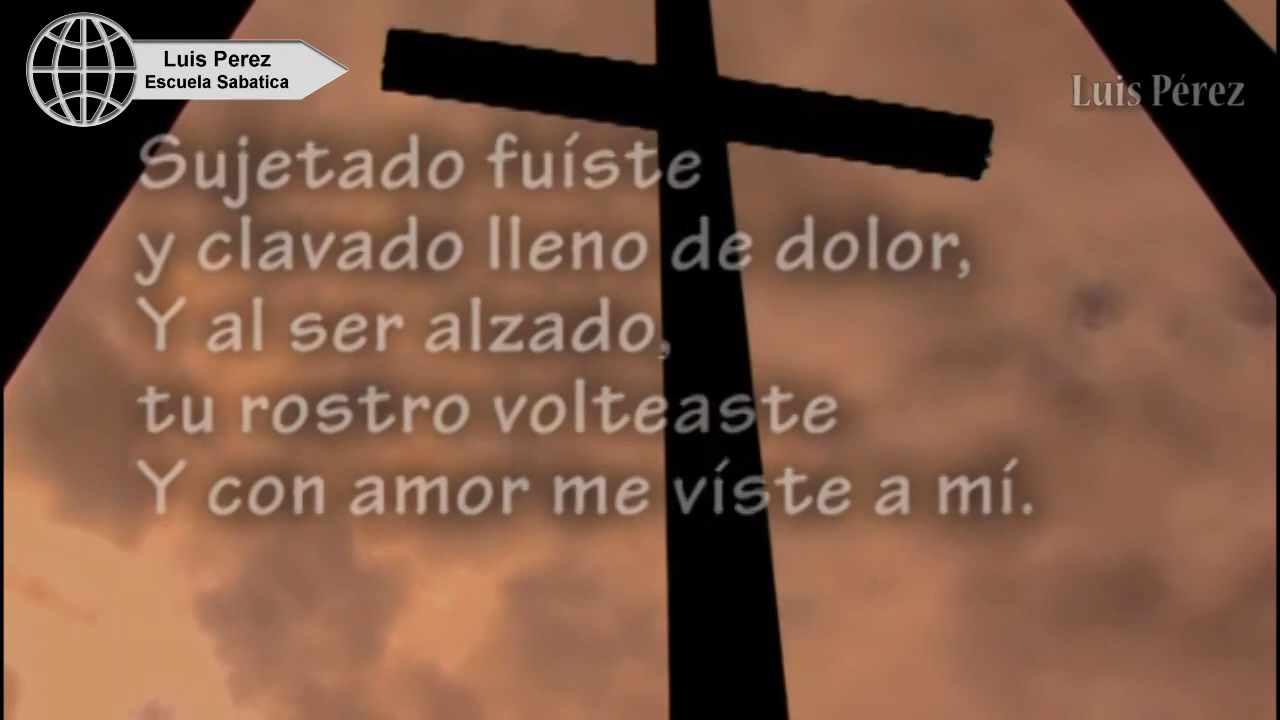 Luis Perez
Escuela Sabatica
Luis Pérez
Sujetado fuíste
y clavado lleno de dolor,
Y al ser alzado,
tu rostro volteaste
Y con amor me víste a mí.